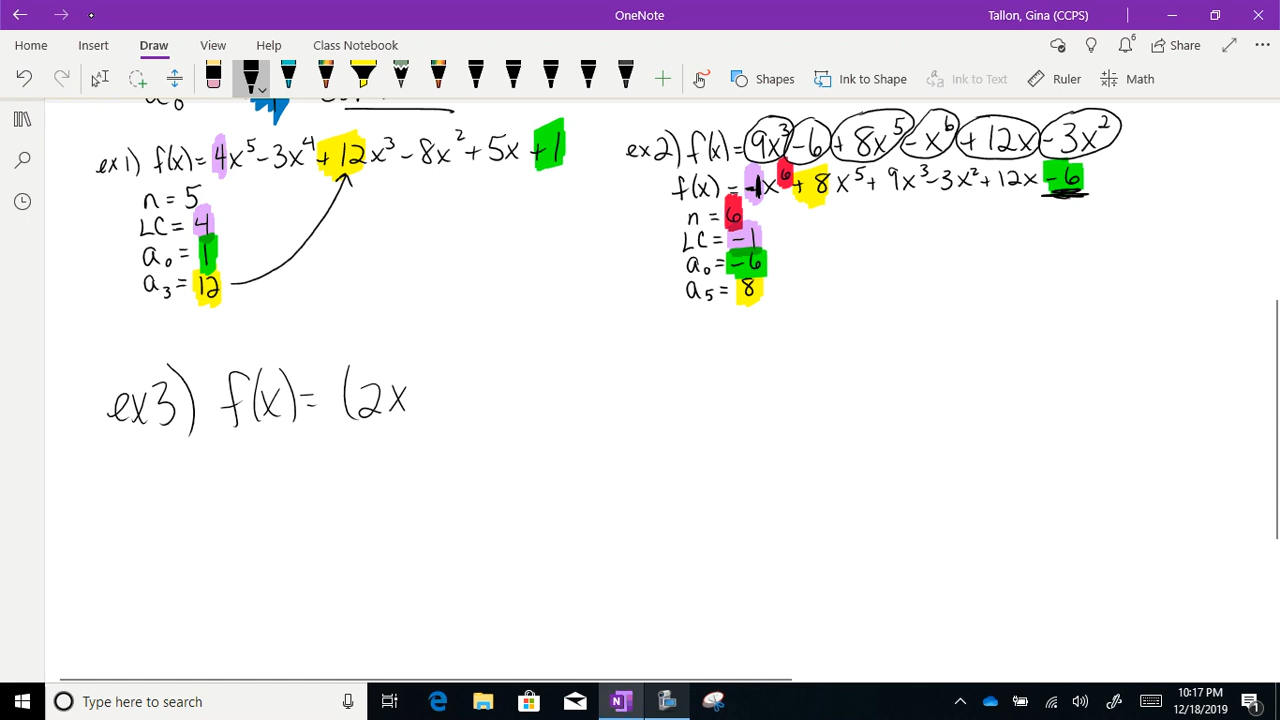 OneNote
Tallon, Gina (CCPS)
Home Insert Draw View Help Class Notebook
6
Share
Shapes Ink to Shape Ink to Text Ruler Math
a₀
ex1) f(x) = 4x⁵ - 3x⁴ + 12x³ - 8x² + 5x + 1
n = 5
LC = 4
a₀ = 1
a₃ = 12
ex2) f(x) = 9x³ - 6 + 8x⁵ - x⁶ + 12x - 3x²
f(x) = -1x⁶ + 8x⁵ + 9x³ - 3x² + 12x - 6
n = 6
LC = -1
a₀ = -6
a₅ = 8
ex3) f(x) = (2x
Type here to search
10:17 PM
12/18/2019
1